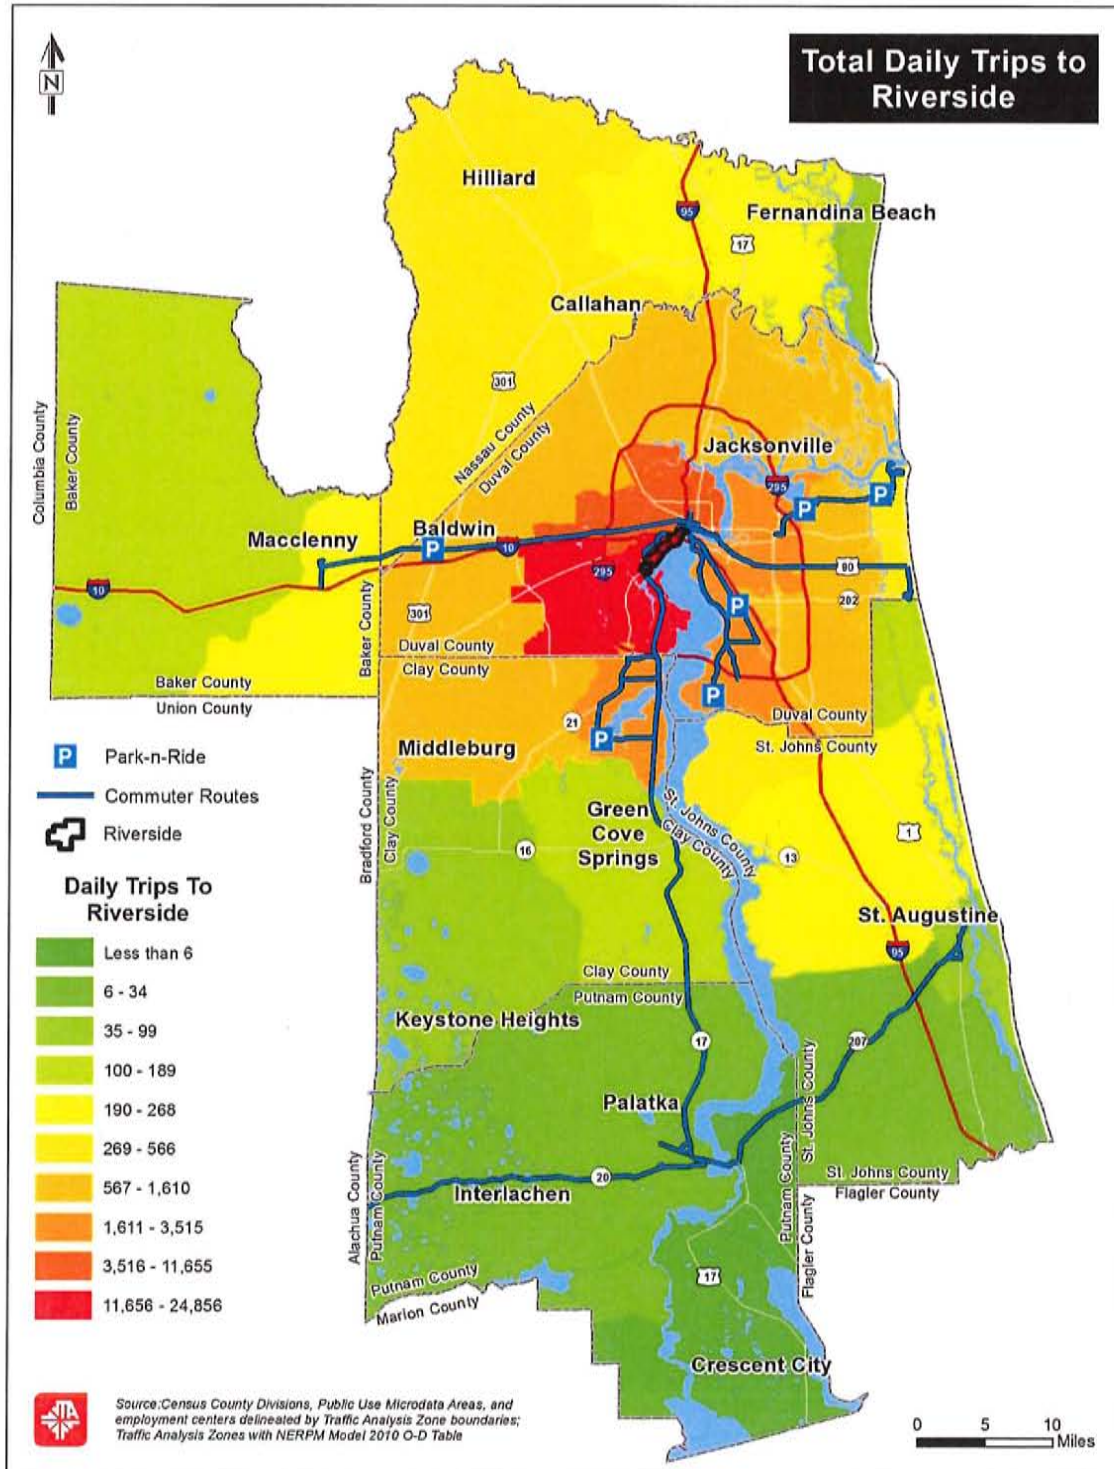 Total Daily Trips to
Riverside
N
Hilliard
95
Fernandina Beach
17
Callahan
301
Nassau County
Duval County
Columbia County
Baker County
Jacksonville
295
P
P
Macclenny
Baldwin
P
10
295
90
10
301
202
P
Baker County
Duval County
Clay County
Baker County
Union County
P
21
Duval County
St. Johns County
P
Middleburg
P
Park-n-Ride
Commuter Routes
Riverside
Bradford County
Clay County
Green
Cove
Springs
St. Johns County
Clay County
1
16
13
Daily Trips To
Riverside
St. Augustine
95
Less than 6
6 - 34
35 - 99
100 - 189
190 - 268
269 - 566
567 - 1,610
1,611 - 3,515
3,516 - 11,655
11,656 - 24,856
Clay County
Putnam County
Keystone Heights
17
207
Palatka
St. Johns County
Putnam County
Flagler County
St. Johns County
Flagler County
Alachua County
Putnam County
20
Interlachen
Putnam County
Marion County
17
Crescent City
JTA
Source:Census County Divisions, Public Use Microdata Areas, and
employment centers delineated by Traffic Analysis Zone boundaries;
Traffic Analysis Zones with NERPM Model 2010 O-D Table
0 5 10
Miles